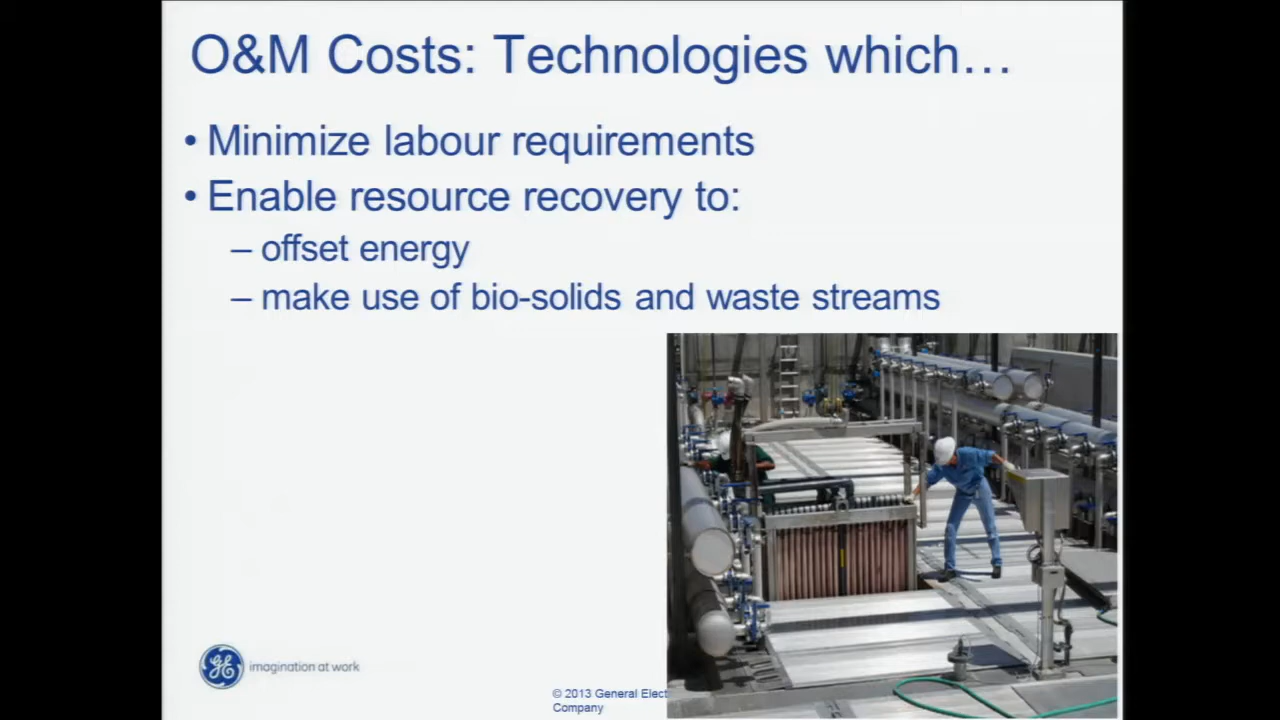 O&M Costs: Technologies which…
• Minimize labour requirements
• Enable resource recovery to:
– offset energy
– make use of bio-solids and waste streams
GE imagination at work
© 2013 General Elect
Company